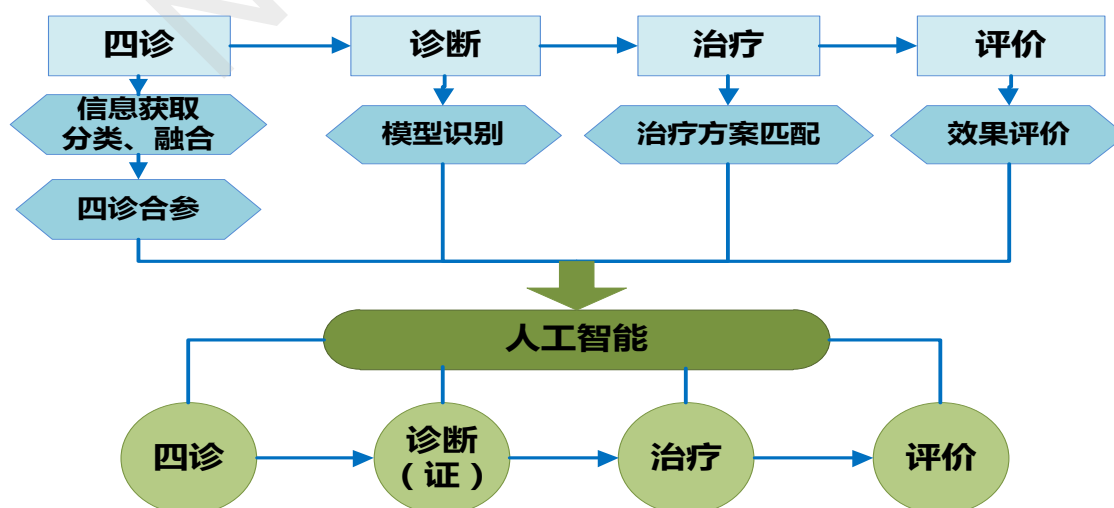 四诊
诊断
治疗
评价
信息获取
分类、融合
模型识别
治疗方案匹配
效果评价
四诊合参
人工智能
四诊
诊断
（证）
治疗
评价